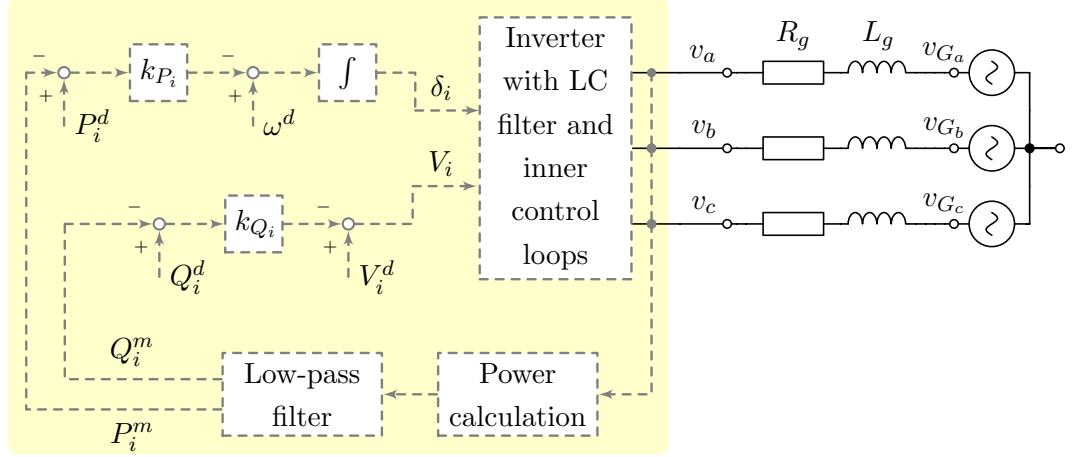 − + P_i^d
k_{P_i}
− + ω^d
∫
δ_i
V_i
− + Q_i^d
k_{Q_i}
− + V_i^d
Inverter
with LC
filter and
inner
control
loops
v_a
v_b
v_c
R_g
L_g
v_{G_a}
v_{G_b}
v_{G_c}
Q_i^m
P_i^m
Low-pass
filter
Power
calculation